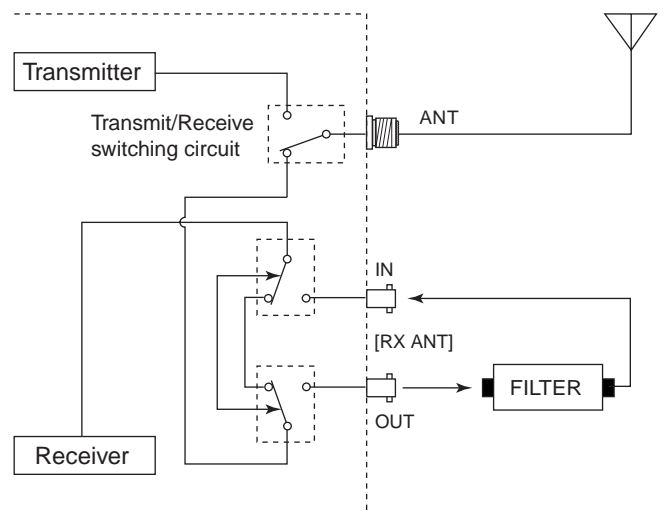 Transmitter
Transmit/Receive
switching circuit
ANT
IN
[RX ANT]
FILTER
OUT
Receiver